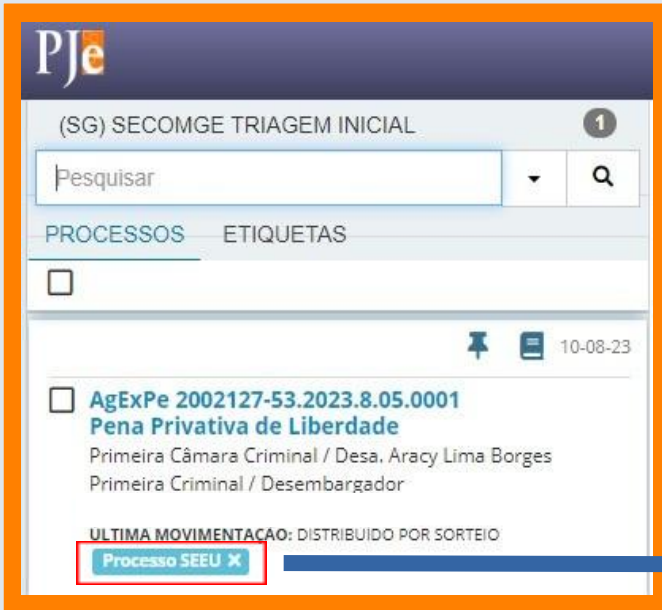 PJe
(SG) SECOMGE TRIAGEM INICIAL 1
Pesquisar
PROCESSOS ETIQUETAS
10-08-23
AgExPe 2002127-53.2023.8.05.0001
Pena Privativa de Liberdade
Primeira Câmara Criminal / Desa. Aracy Lima Borges
Primeira Criminal / Desembargador
ULTIMA MOVIMENTAÇÃO: DISTRIBUIDO POR SORTEIO
Processo SEEU ×